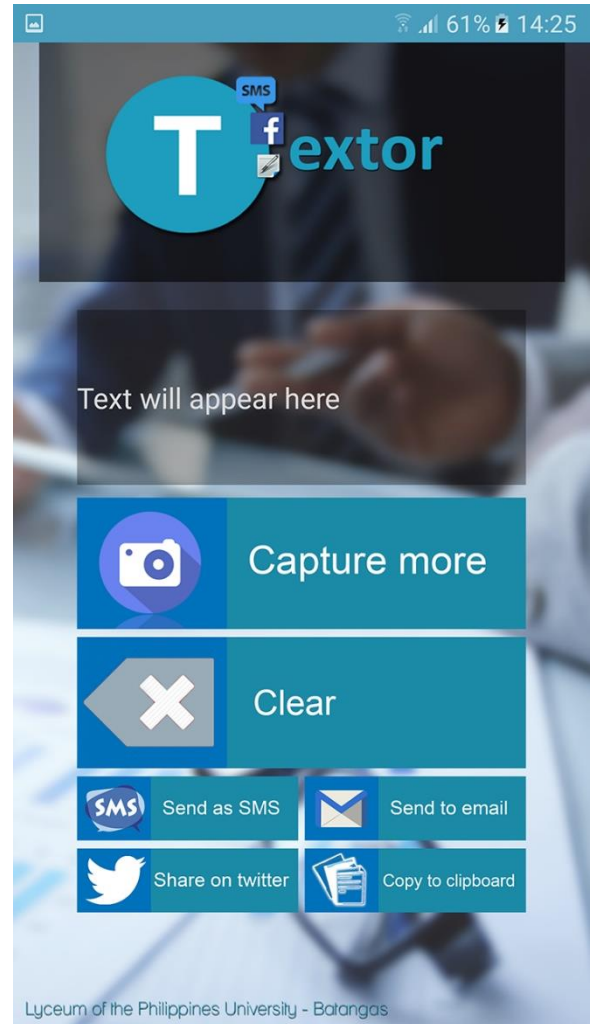 61% 14:25
SMS
T f extor
Text will appear here
Capture more
Clear
SMS Send as SMS
Send to email
Share on twitter
Copy to clipboard
Lyceum of the Philippines University - Batangas